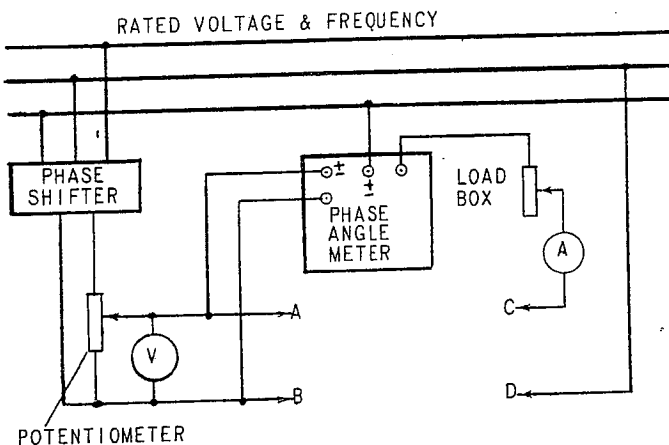 RATED VOLTAGE & FREQUENCY
PHASE
SHIFTER
±
±
PHASE
ANGLE
METER
LOAD
BOX
A
A
C
V
B
D
POTENTIOMETER